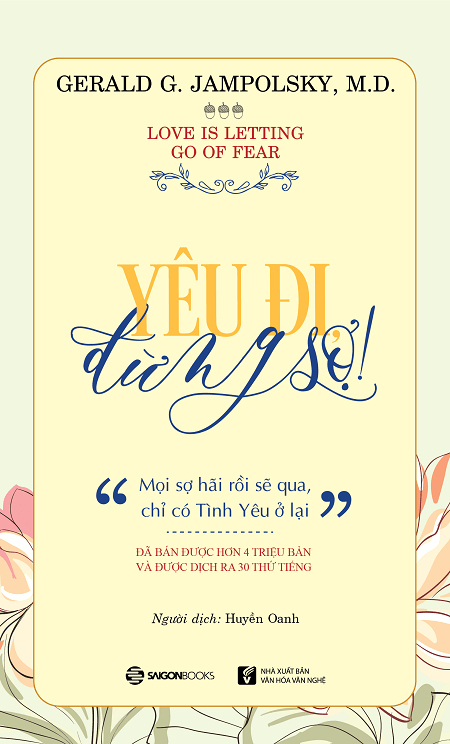 GERALD G. JAMPOLSKY, M.D.
LOVE IS LETTING
GO OF FEAR
YÊU ĐI,
đừng sợ!
“ Mọi sợ hãi rồi sẽ qua,
chỉ có Tình Yêu ở lại ”
ĐÃ BÁN ĐƯỢC HƠN 4 TRIỆU BẢN
VÀ ĐƯỢC DỊCH RA 30 THỨ TIẾNG
Người dịch: Huyền Oanh
SAIGONBOOKS
NHÀ XUẤT BẢN
VĂN HÓA VĂN NGHỆ